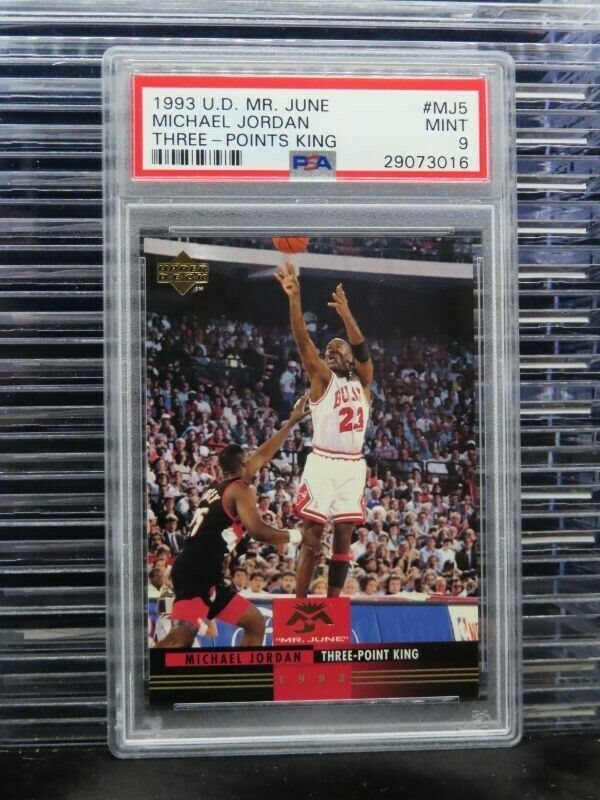 1993 U.D. MR. JUNE #MJ5
MICHAEL JORDAN MINT
THREE-POINTS KING 9
PSA 29073016
UPPER DECK
BULLS
23
"MR. JUNE"
MICHAEL JORDAN THREE-POINT KING
1992